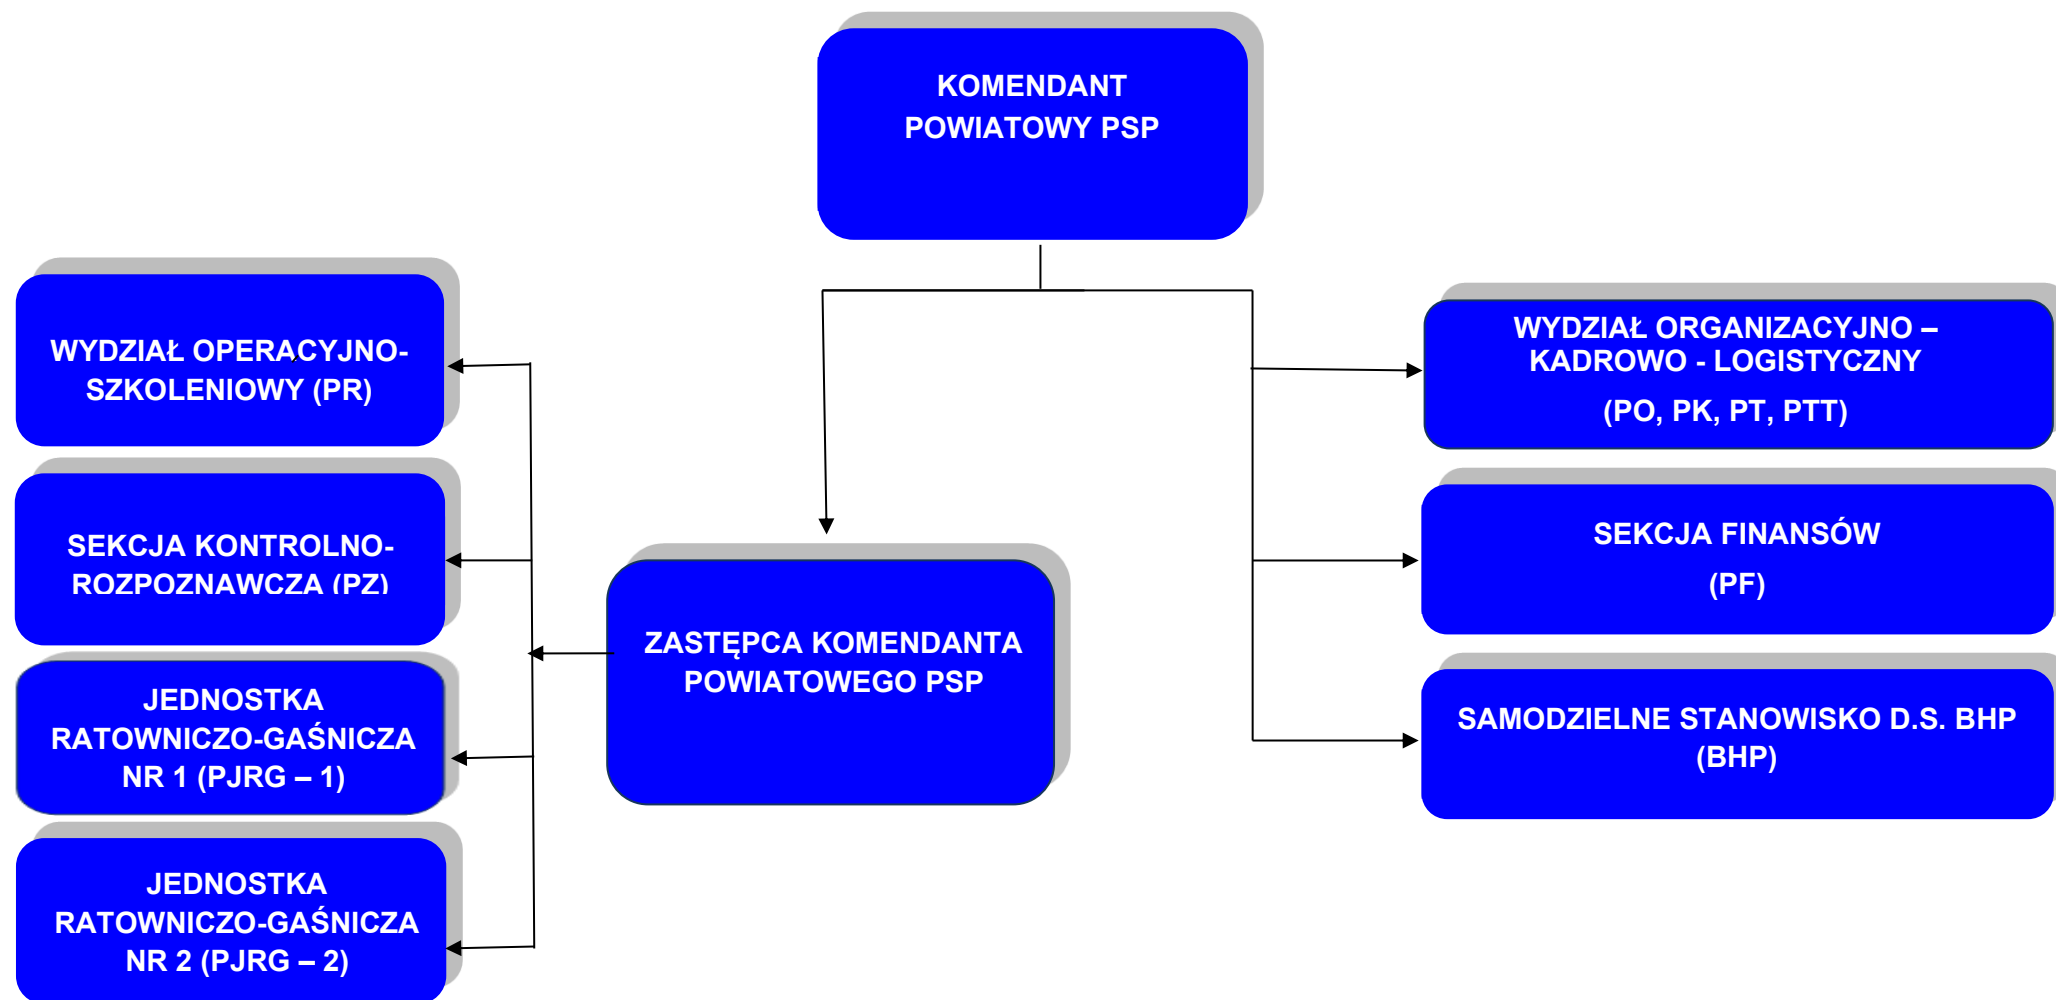 KOMENDANT
POWIATOWY PSP
WYDZIAŁ OPERACYJNO-
SZKOLENIOWY (PR)
SEKCJA KONTROLNO-
ROZPOZNAWCZA (PZ)
JEDNOSTKA
RATOWNICZO-GAŚNICZA
NR 1 (PJRG – 1)
JEDNOSTKA
RATOWNICZO-GAŚNICZA
NR 2 (PJRG – 2)
ZASTĘPCA KOMENDANTA
POWIATOWEGO PSP
WYDZIAŁ ORGANIZACYJNO –
KADROWO - LOGISTYCZNY
(PO, PK, PT, PTT)
SEKCJA FINANSÓW
(PF)
SAMODZIELNE STANOWISKO D.S. BHP
(BHP)